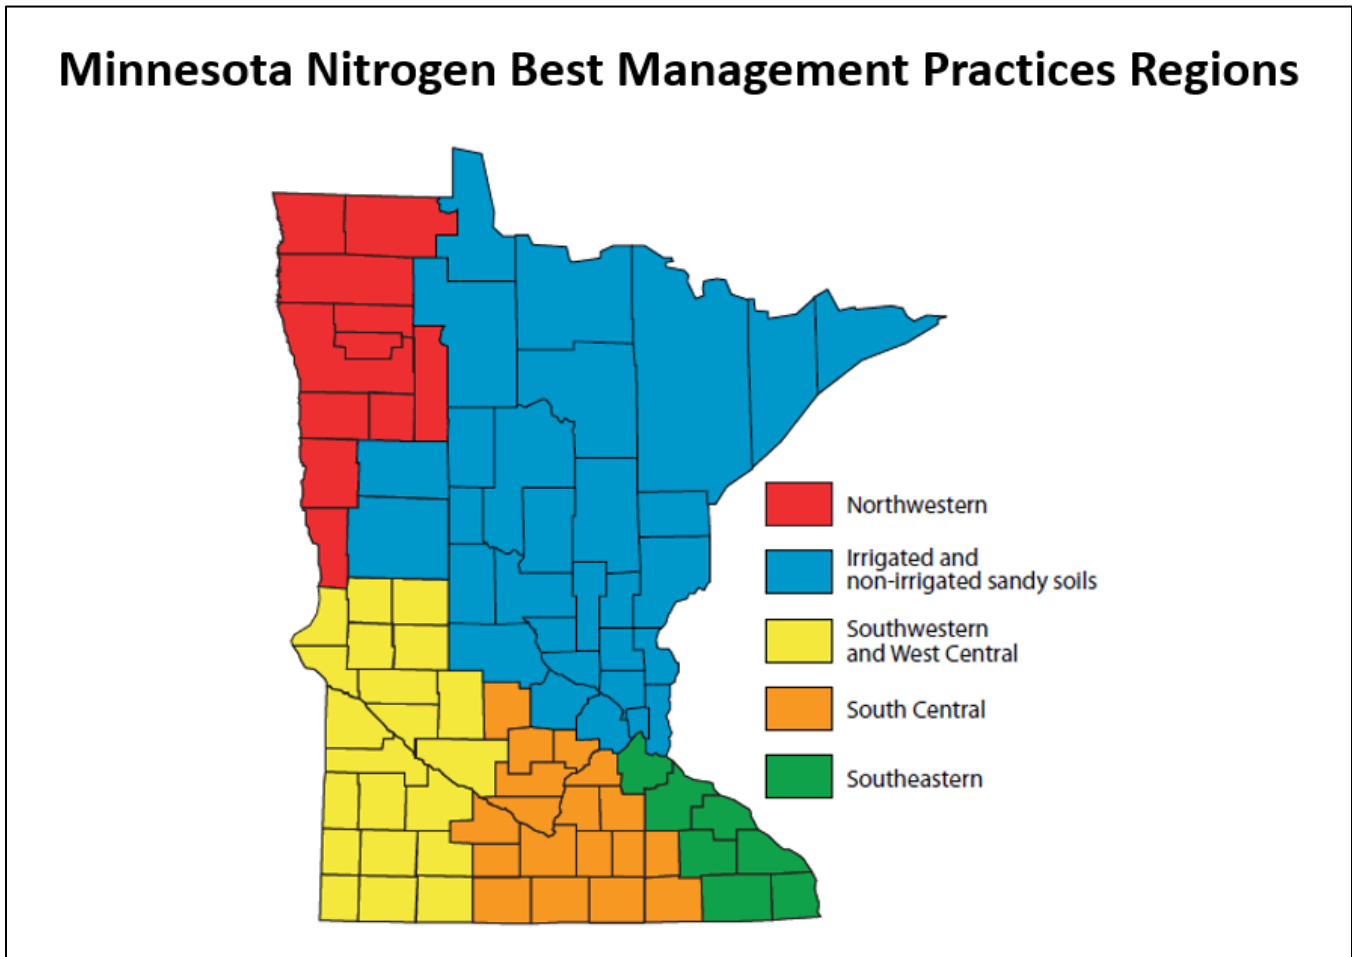 Minnesota Nitrogen Best Management Practices Regions
Northwestern
Irrigated and
non-irrigated sandy soils
Southwestern
and West Central
South Central
Southeastern